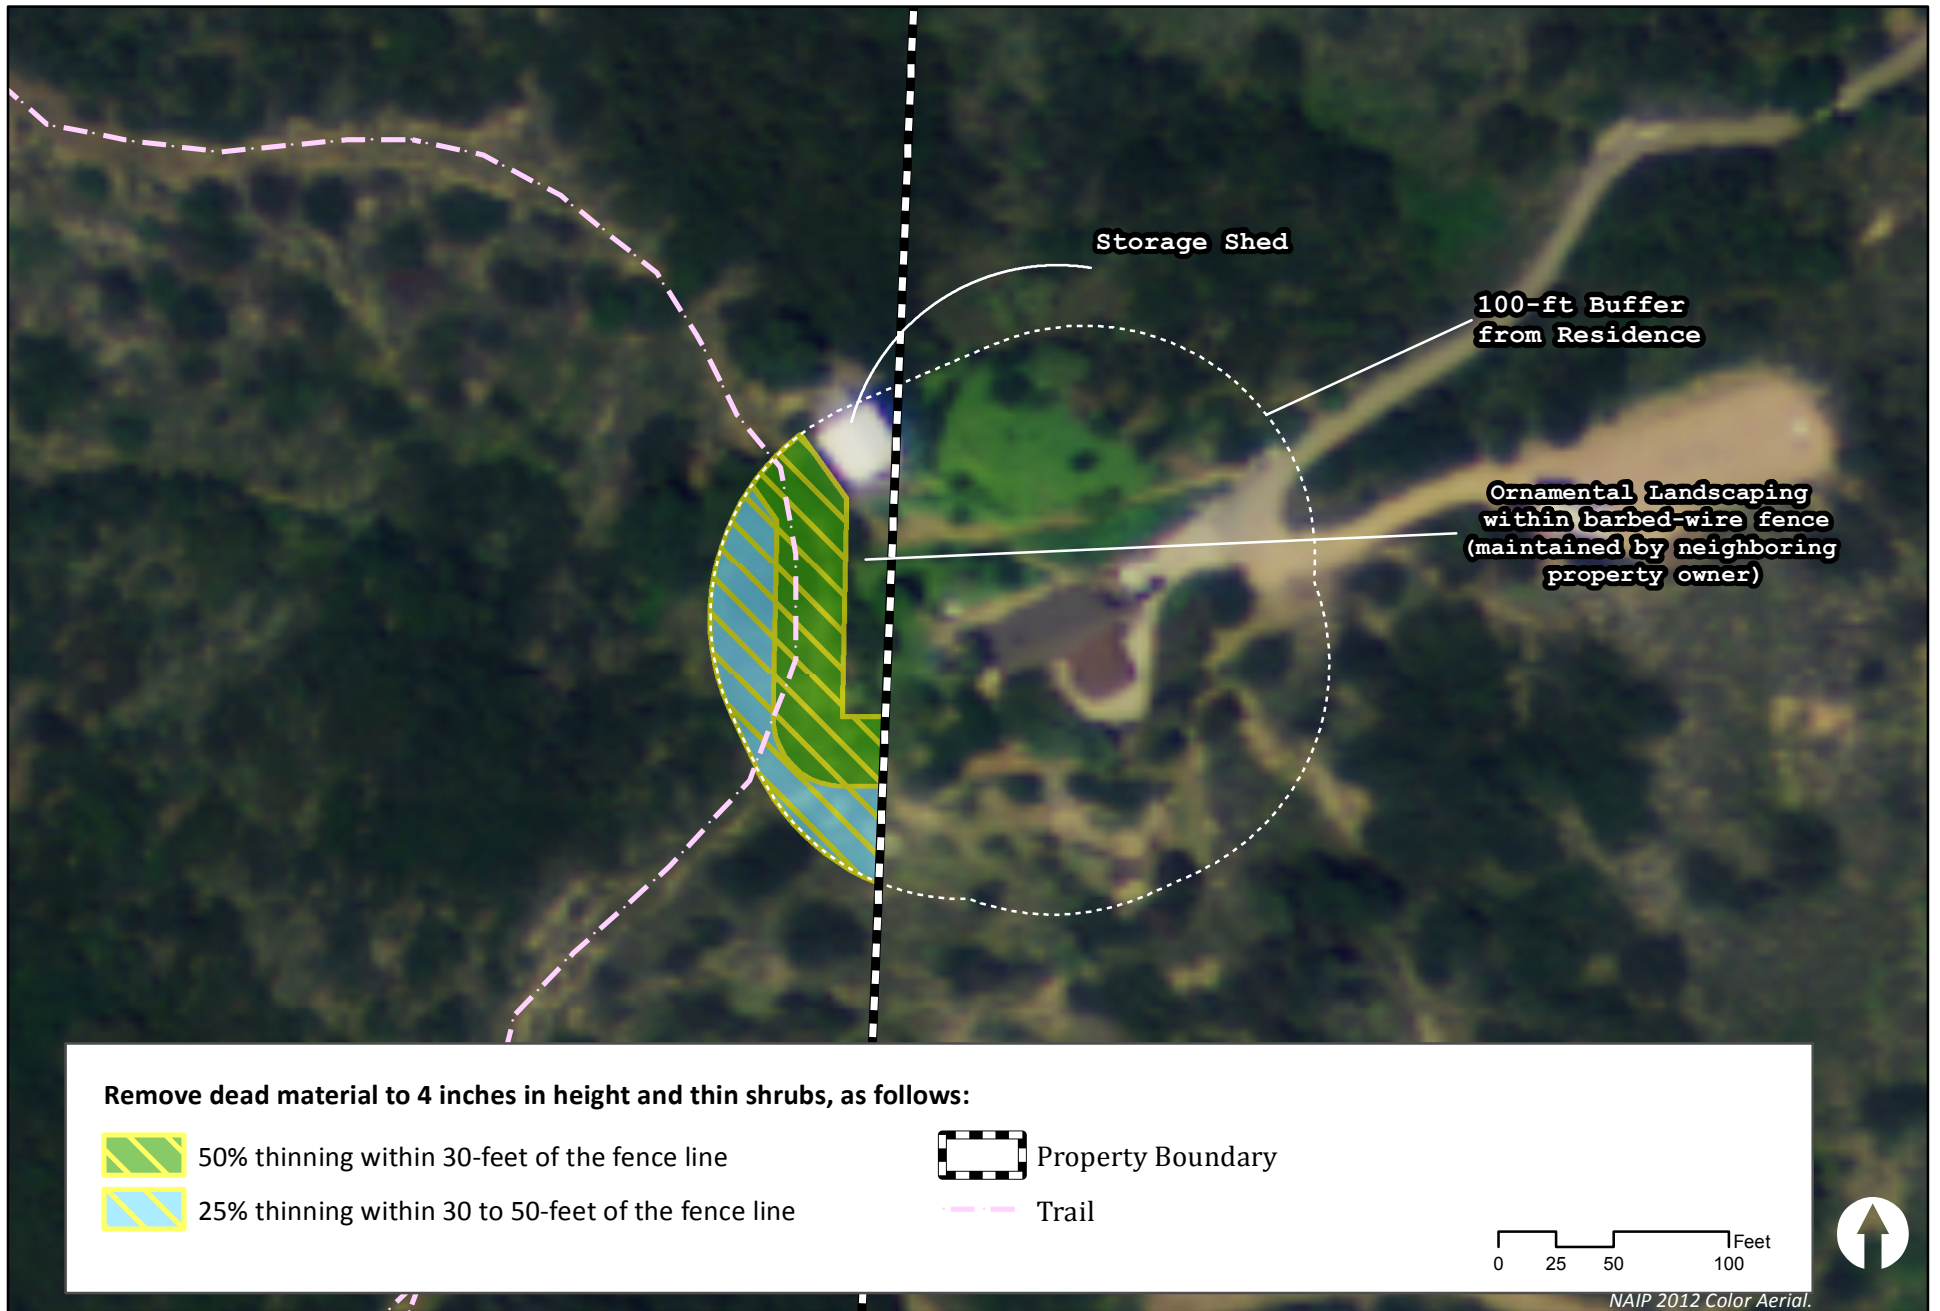 Storage Shed
100-ft Buffer
from Residence
Ornamental Landscaping
within barbed-wire fence
(maintained by neighboring
property owner)
Remove dead material to 4 inches in height and thin shrubs, as follows:
50% thinning within 30-feet of the fence line
25% thinning within 30 to 50-feet of the fence line
Property Boundary
Trail
Feet
0 25 50 100
NAIP 2012 Color Aerial.